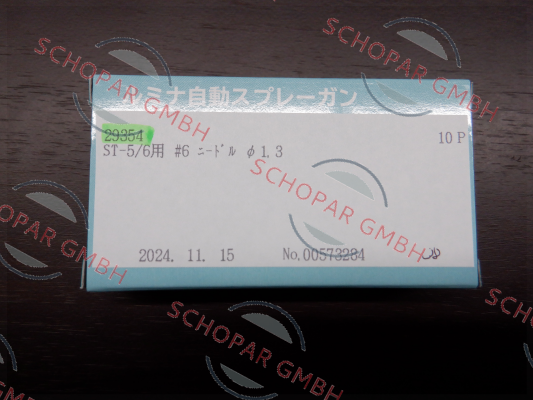 ミナ自動スプレーガン
29354
10 P
ST-5/6用 #6 ﾆｰﾄﾞﾙ φ1.3
2024. 11. 15
No.00573284
SCHOPAR GMBH
SCHOPAR GMBH
SCHOPAR GMBH
SCHOPAR GMBH
SCHOPAR GMBH